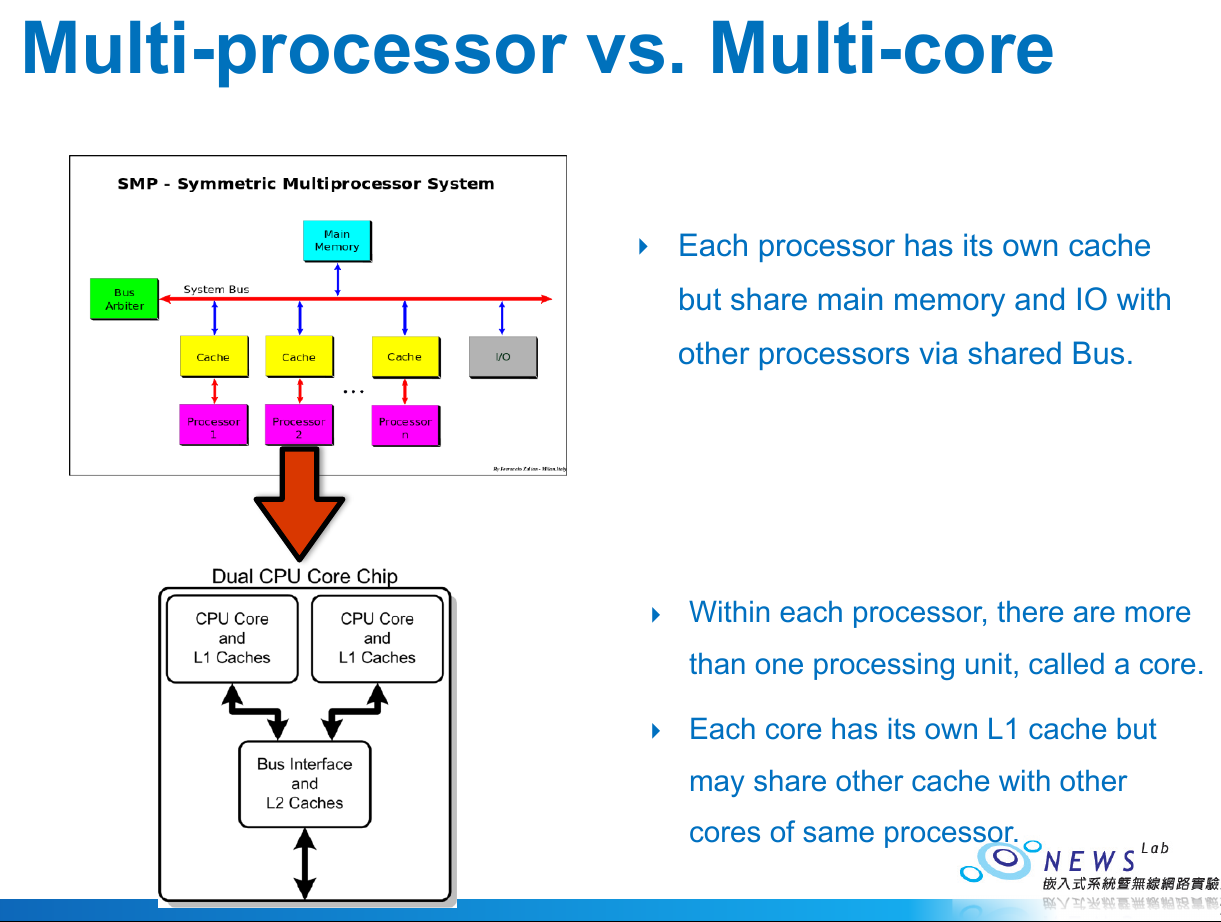 Multi-processor vs. Multi-core
SMP - Symmetric Multiprocessor System
Main
Memory
Bus
Arbiter
System Bus
Cache
Cache
Cache
I/O
...
Processor
1
Processor
2
Processor
n
Each processor has its own cache
but share main memory and IO with
other processors via shared Bus.
Dual CPU Core Chip
CPU Core
and
L1 Caches
CPU Core
and
L1 Caches
Bus Interface
and
L2 Caches
Within each processor, there are more
than one processing unit, called a core.
Each core has its own L1 cache but
may share other cache with other
cores of same processor.
NEWS Lab
嵌入式系統暨無線網路實驗